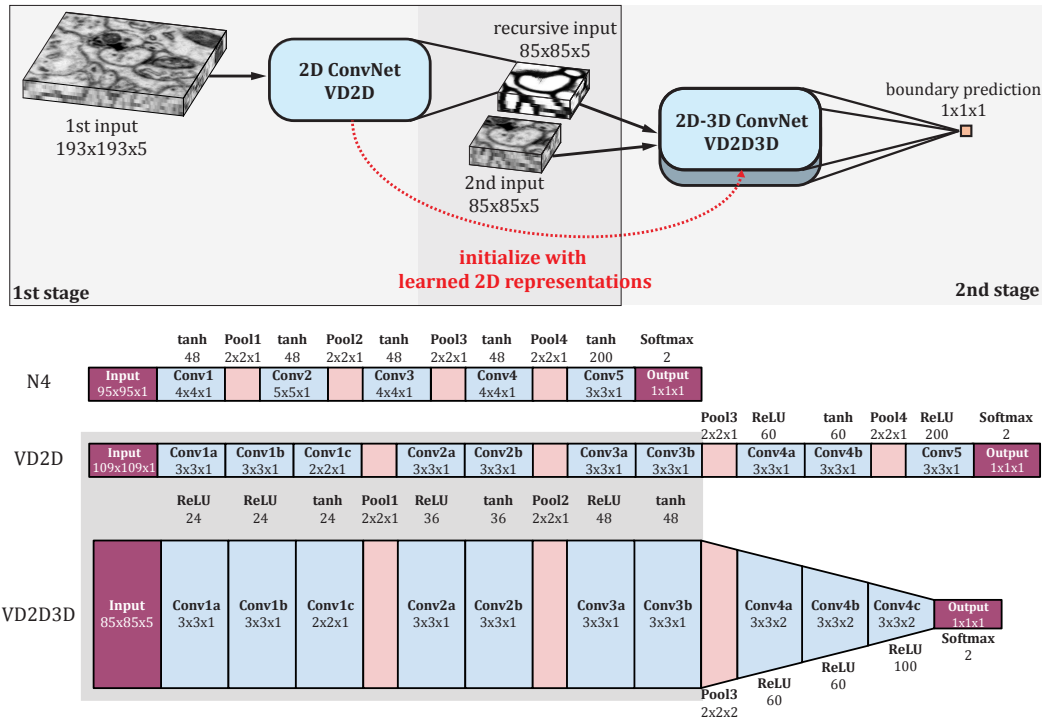 recursive input
85x85x5
2D ConvNet
VD2D
boundary prediction
1x1x1
1st input
193x193x5
2D-3D ConvNet
VD2D3D
2nd input
85x85x5
initialize with
learned 2D representations
1st stage
2nd stage
tanh Pool1 tanh Pool2 tanh Pool3 tanh Pool4 tanh Softmax
48 2x2x1 48 2x2x1 48 2x2x1 48 2x2x1 200 2
N4
Input Conv1 Conv2 Conv3 Conv4 Conv5 Output
95x95x1 4x4x1 5x5x1 4x4x1 4x4x1 3x3x1 1x1x1
Pool3 ReLU tanh Pool4 ReLU Softmax
2x2x1 60 60 2x2x1 200 2
VD2D
Input Conv1a Conv1b Conv1c Conv2a Conv2b Conv3a Conv3b Conv4a Conv4b Conv5 Output
109x109x1 3x3x1 3x3x1 2x2x1 3x3x1 3x3x1 3x3x1 3x3x1 3x3x1 3x3x1 3x3x1 1x1x1
ReLU ReLU tanh Pool1 ReLU tanh Pool2 ReLU tanh
24 24 24 2x2x1 36 36 2x2x1 48 48
VD2D3D
Input Conv1a Conv1b Conv1c Conv2a Conv2b Conv3a Conv3b Conv4a Conv4b Conv4c Output
85x85x5 3x3x1 3x3x1 2x2x1 3x3x1 3x3x1 3x3x1 3x3x1 3x3x2 3x3x2 3x3x2 1x1x1
Softmax
2
ReLU
100
ReLU
60
ReLU
60
Pool3
2x2x2